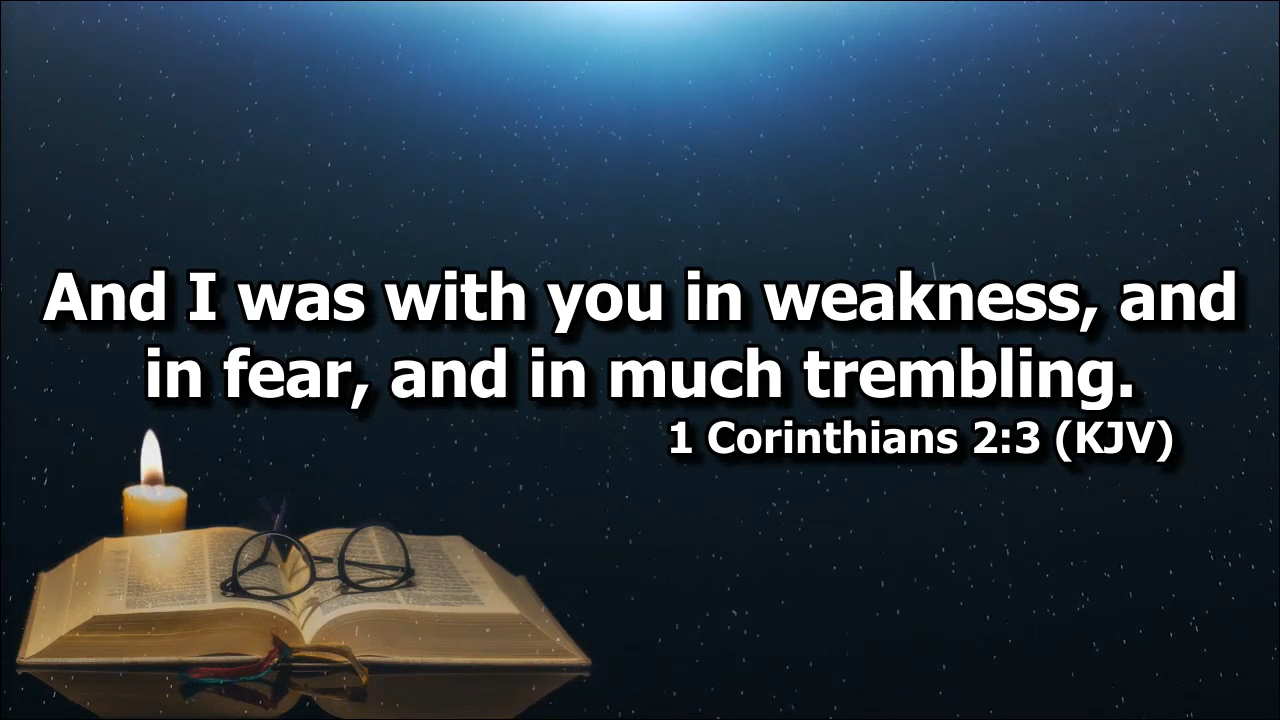 And I was with you in weakness, and
in fear, and in much trembling.
1 Corinthians 2:3 (KJV)